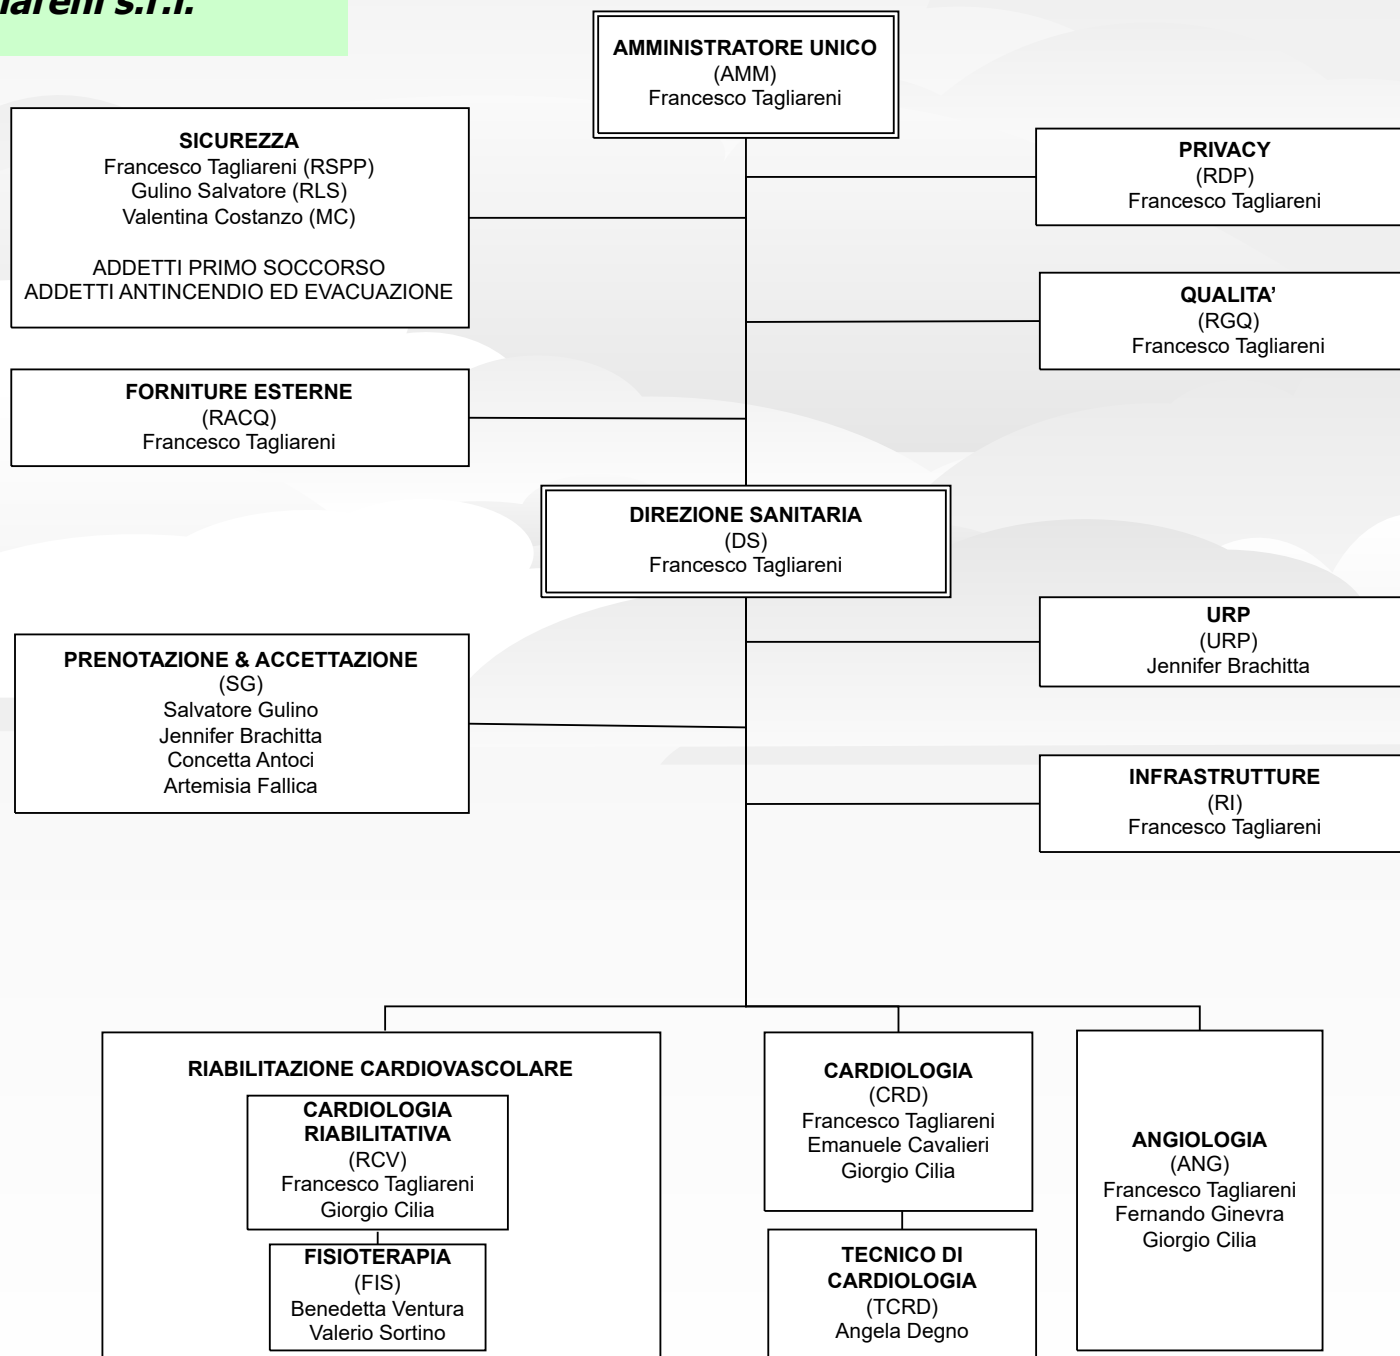 s.r.l.
AMMINISTRATORE UNICO
(AMM)
Francesco Tagliareni
SICUREZZA
Francesco Tagliareni (RSPP)
Gulino Salvatore (RLS)
Valentina Costanzo (MC)
ADDETTI PRIMO SOCCORSO
ADDETTI ANTINCENDIO ED EVACUAZIONE
PRIVACY
(RDP)
Francesco Tagliareni
QUALITA’
(RGQ)
Francesco Tagliareni
FORNITURE ESTERNE
(RACQ)
Francesco Tagliareni
DIREZIONE SANITARIA
(DS)
Francesco Tagliareni
URP
(URP)
Jennifer Brachitta
PRENOTAZIONE & ACCETTAZIONE
(SG)
Salvatore Gulino
Jennifer Brachitta
Concetta Antoci
Artemisia Fallica
INFRASTRUTTURE
(RI)
Francesco Tagliareni
RIABILITAZIONE CARDIOVASCOLARE
CARDIOLOGIA
RIABILITATIVA
(RCV)
Francesco Tagliareni
Giorgio Cilia
FISIOTERAPIA
(FIS)
Benedetta Ventura
Valerio Sortino
CARDIOLOGIA
(CRD)
Francesco Tagliareni
Emanuele Cavalieri
Giorgio Cilia
TECNICO DI
CARDIOLOGIA
(TCRD)
Angela Degno
ANGIOLOGIA
(ANG)
Francesco Tagliareni
Fernando Ginevra
Giorgio Cilia